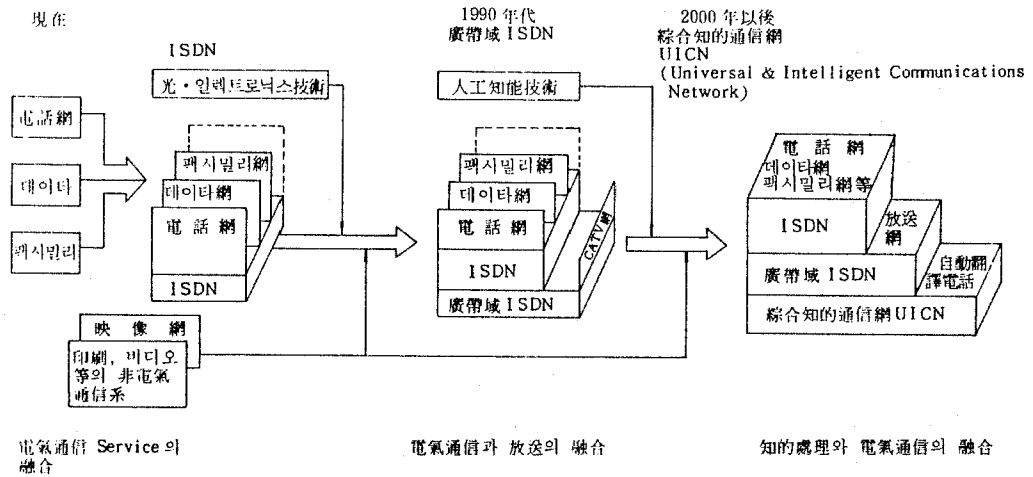 現在
ISDN
1990 年代
廣帶域 ISDN
2000 年以後
綜合知的通信網
UICN
(Universal & Intelligent Communications
Network)
光・일렉트로닉스技術
人工知能技術
電話網
데이타
팩시밀리
팩시밀리網
데이타網
電話網
ISDN
팩시밀리網
데이타網
電話網
ISDN
廣帶域 ISDN
CATV網
電話網
데이타網
팩시밀리網等
ISDN
放送
網
廣帶域 ISDN
自動翻
譯電話
綜合知的通信網 UICN
映像網
印刷, 비디오
等의 非電氣
通信系
電氣通信 Service의
融合
電氣通信과 放送의 融合
知的處理와 電氣通信의 融合